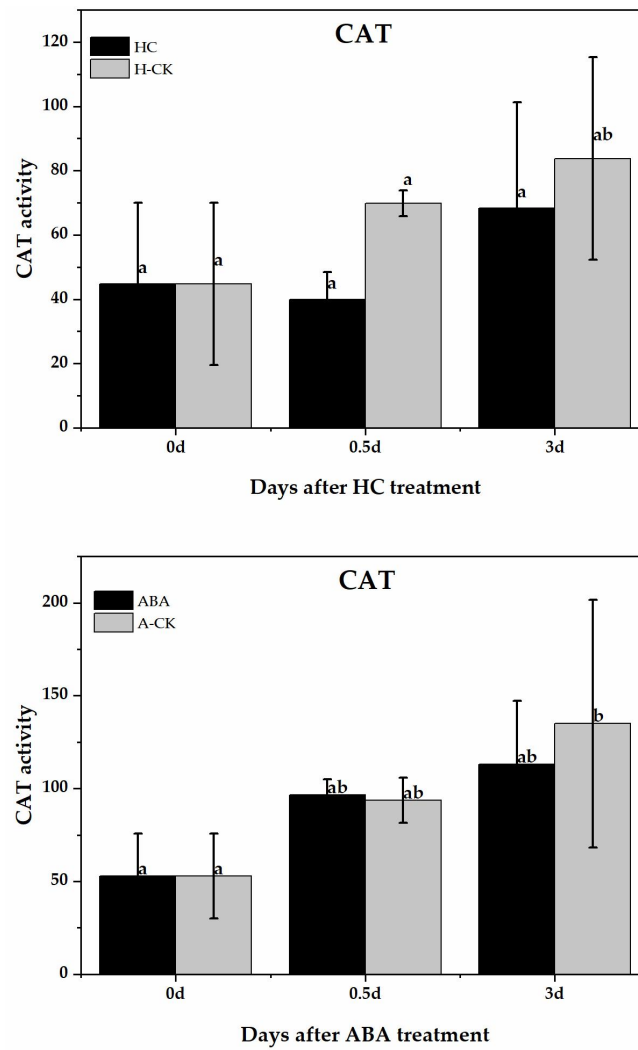 CAT
HC
H-CK
120
100
80
60
40
20
0
CAT activity
a
a
a
a
a
ab
0d
0.5d
3d
Days after HC treatment
CAT
ABA
A-CK
200
150
100
50
0
CAT activity
a
a
ab
ab
ab
b
0d
0.5d
3d
Days after ABA treatment